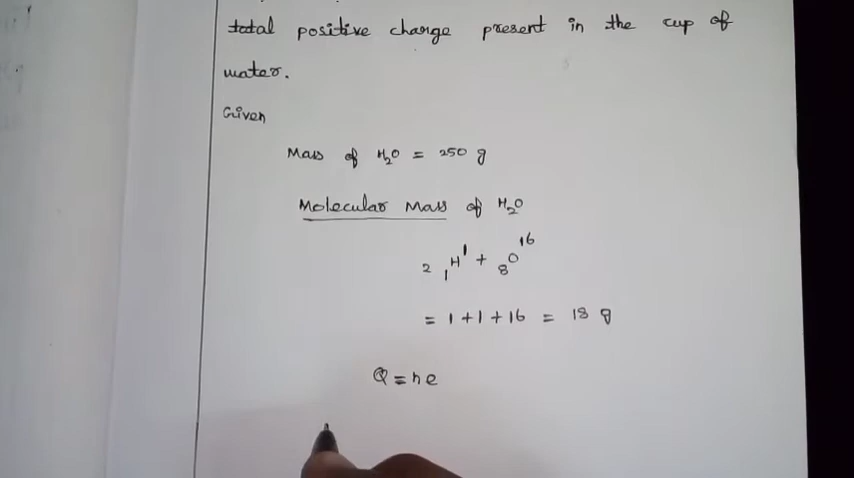 total positive charge present in the cup of
water.
Given
Mass of H₂O = 250 g
Molecular Mass of H₂O
2 ₁H¹ + ₈O¹⁶
= 1+1+16 = 18 g
Q = ne